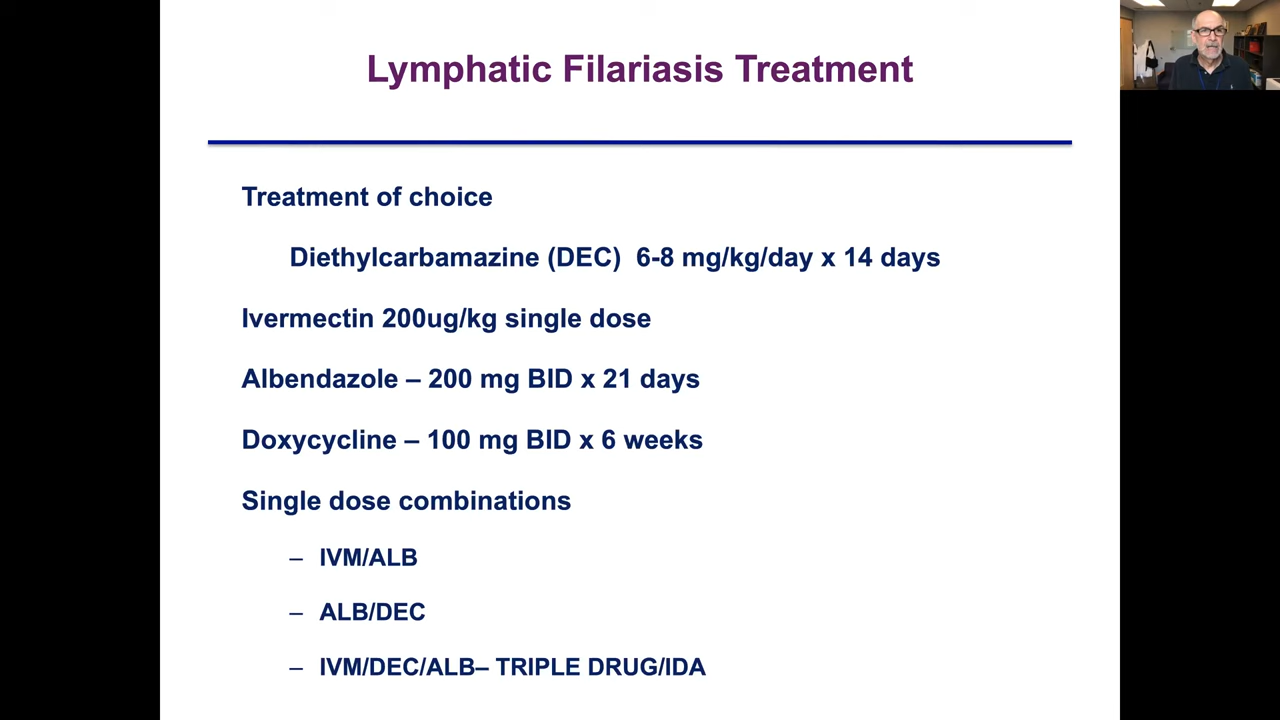 Lymphatic Filariasis Treatment
Treatment of choice
Diethylcarbamazine (DEC) 6-8 mg/kg/day x 14 days
Ivermectin 200ug/kg single dose
Albendazole – 200 mg BID x 21 days
Doxycycline – 100 mg BID x 6 weeks
Single dose combinations
– IVM/ALB
– ALB/DEC
– IVM/DEC/ALB– TRIPLE DRUG/IDA